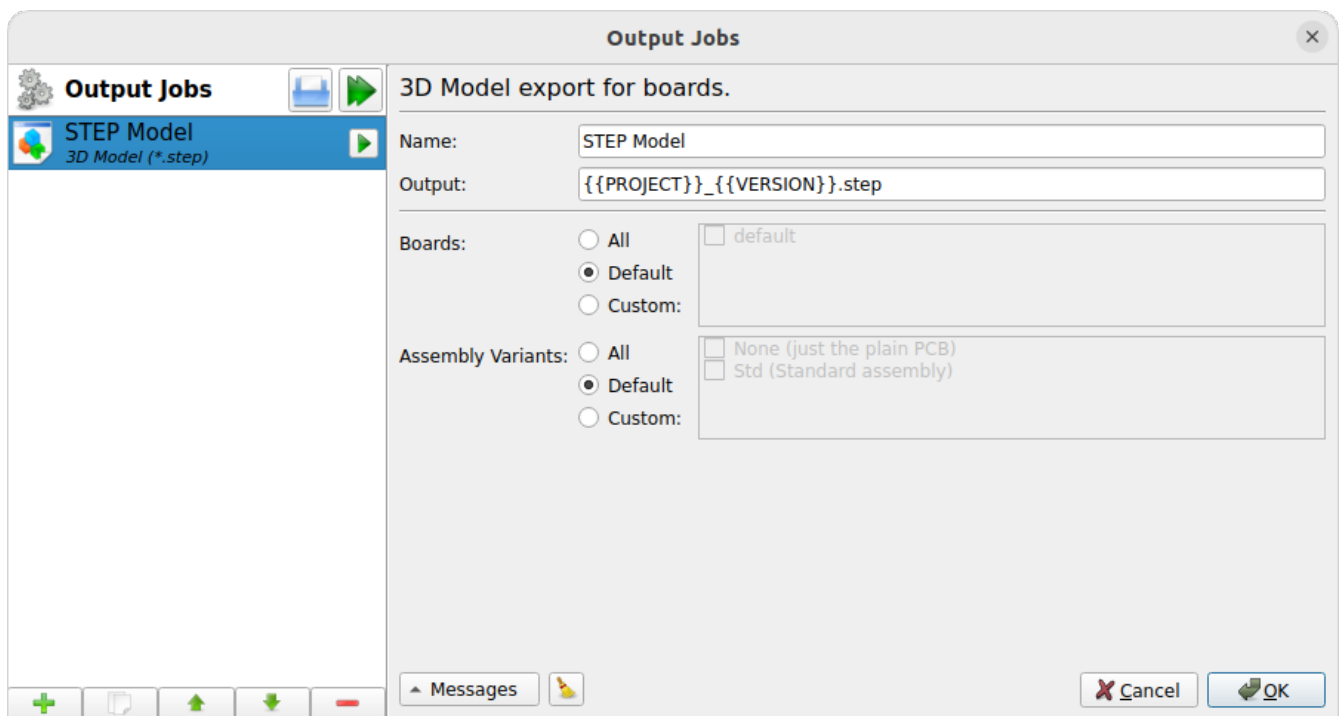 Output Jobs
Output Jobs
STEP Model
3D Model (*.step)
3D Model export for boards.
Name: STEP Model
Output: {{PROJECT}}_{{VERSION}}.step
Boards:
All
Default
Custom:
default
Assembly Variants:
All
Default
Custom:
None (just the plain PCB)
Std (Standard assembly)
Messages
Cancel
OK